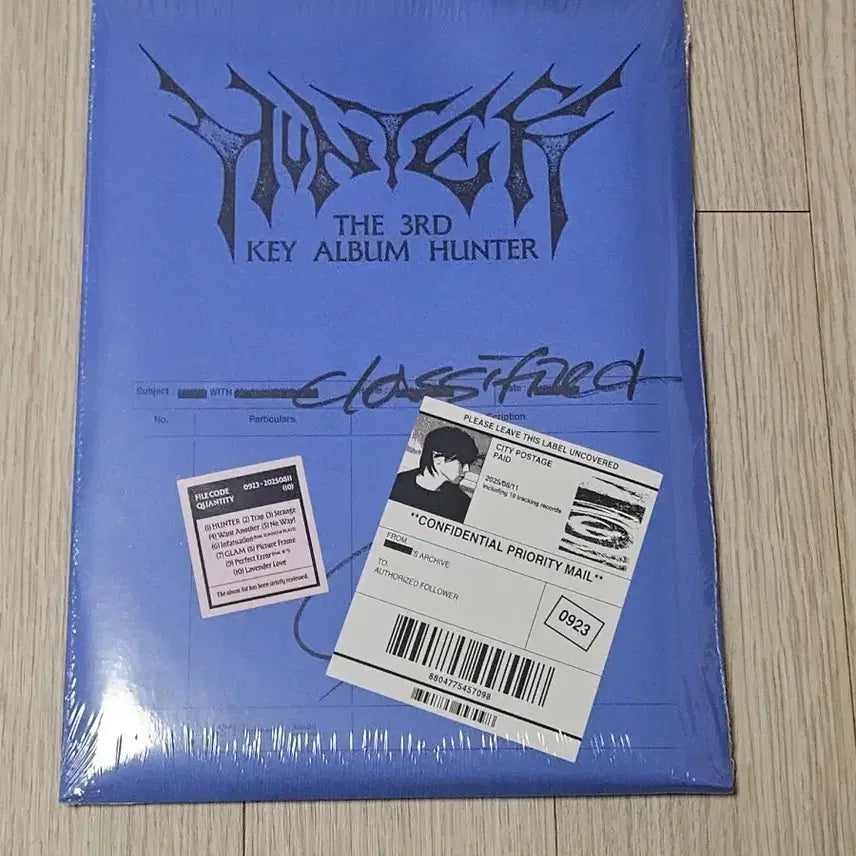 HUNTER
THE 3RD
KEY ALBUM HUNTER
classified
Subject : WITH
No.
Particulars.
PLEASE LEAVE THIS LABEL UNCOVERED
CITY POSTAGE
PAID
2025/08/11
including 10 tracking records
**CONFIDENTIAL PRIORITY MAIL**
FROM.
'S ARCHIVE
TO.
AUTHORIZED FOLLOWER
0923
8804775457098
FILECODE 0923-20250811
QUANTITY (10)
(1) HUNTER (2) Trap (3) Strange
(4) Want Another (5) No Way!
(6) Infatuation
(7) GLAM (8) Picture Frame
(9) Perfect Error
(10) Lavender Love
The above list has been strictly reviewed.